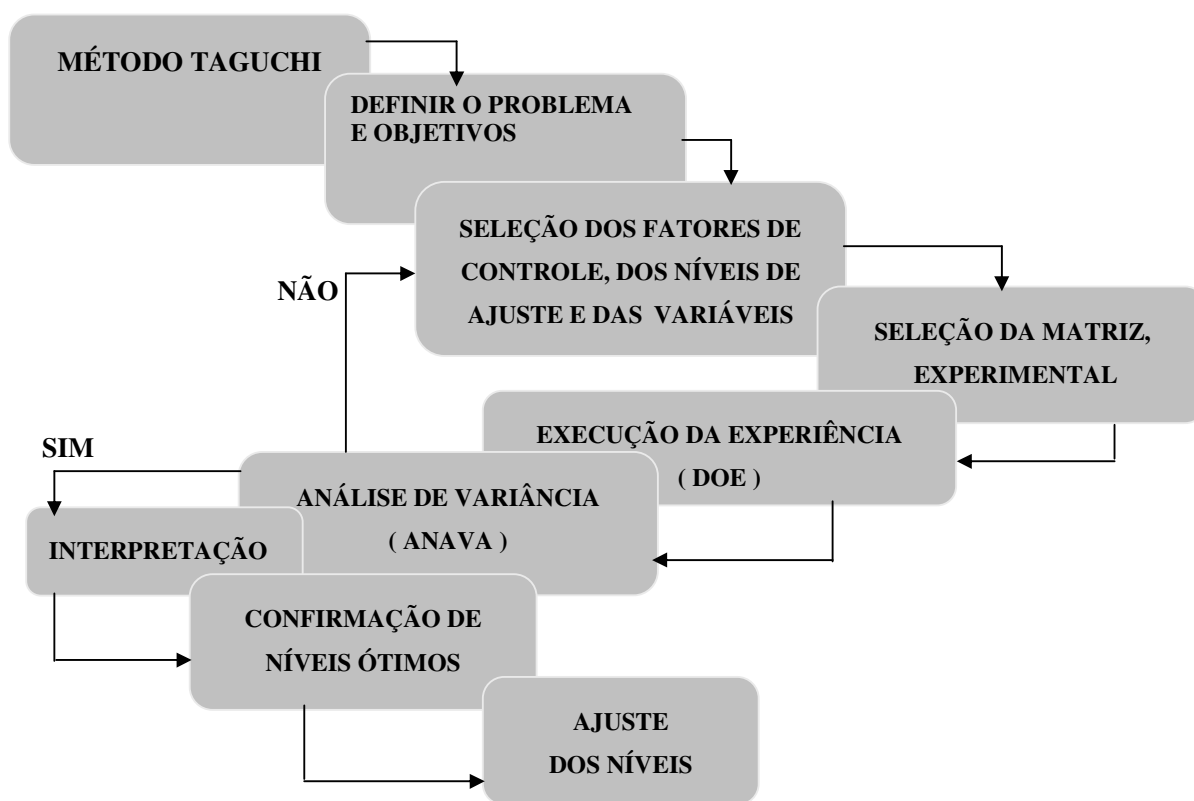 MÉTODO TAGUCHI
DEFINIR O PROBLEMA
E OBJETIVOS
SELEÇÃO DOS FATORES DE
CONTROLE, DOS NÍVEIS DE
AJUSTE E DAS VARIÁVEIS
NÃO
SELEÇÃO DA MATRIZ,
EXPERIMENTAL
EXECUÇÃO DA EXPERIÊNCIA
( DOE )
SIM
ANÁLISE DE VARIÂNCIA
( ANAVA )
INTERPRETAÇÃO
CONFIRMAÇÃO DE
NÍVEIS ÓTIMOS
AJUSTE
DOS NÍVEIS